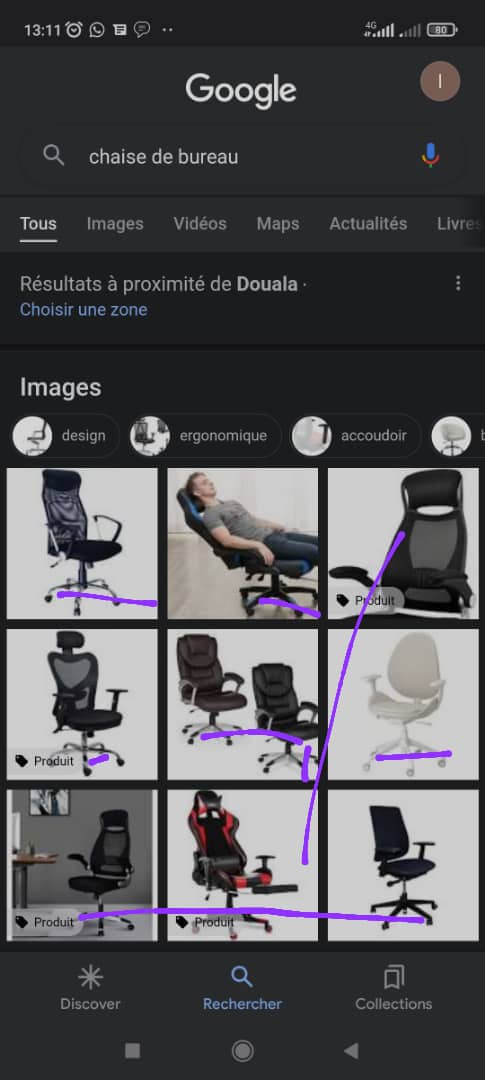 13:11
4G
80
Google
I
chaise de bureau
Tous Images Vidéos Maps Actualités Livres
Résultats à proximité de Douala ·
Choisir une zone
Images
design ergonomique accoudoir
Produit
Produit
Produit
Produit
Discover Rechercher Collections